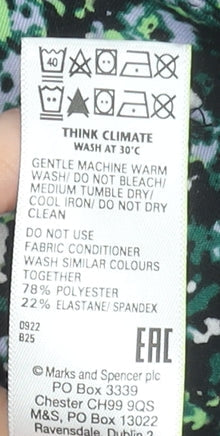 40
THINK CLIMATE
WASH AT 30°C
GENTLE MACHINE WARM
WASH/ DO NOT BLEACH/
MEDIUM TUMBLE DRY/
COOL IRON/ DO NOT DRY
CLEAN
DO NOT USE
FABRIC CONDITIONER
WASH SIMILAR COLOURS
TOGETHER
78% POLYESTER
22% ELASTANE/ SPANDEX
D922
B25
EAC
© Marks and Spencer plc
PO Box 3339
Chester CH99 9QS
M&S, PO Box 13022
Ravensdale, Dublin 2